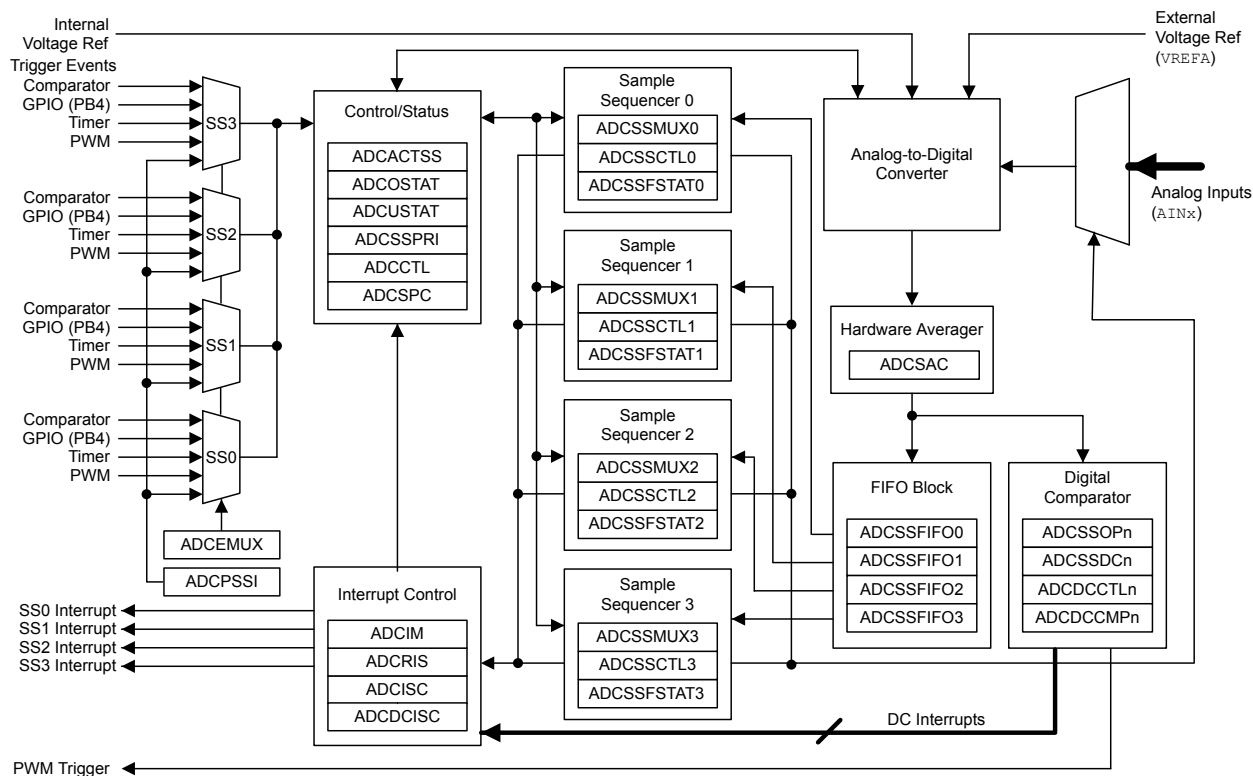 Internal
Voltage Ref
Trigger Events
Comparator
GPIO (PB4)
Timer
PWM
SS3
Comparator
GPIO (PB4)
Timer
PWM
SS2
Comparator
GPIO (PB4)
Timer
PWM
SS1
Comparator
GPIO (PB4)
Timer
PWM
SS0
ADCEMUX
ADCPSSI
SS0 Interrupt
SS1 Interrupt
SS2 Interrupt
SS3 Interrupt
PWM Trigger
Control/Status
ADCACTSS
ADCOSTAT
ADCUSTAT
ADCSSPRI
ADCCTL
ADCSPC
Interrupt Control
ADCIM
ADCRIS
ADCISC
ADCDCISC
Sample
Sequencer 0
ADCSSMUX0
ADCSSCTL0
ADCSSFSTAT0
Sample
Sequencer 1
ADCSSMUX1
ADCSSCTL1
ADCSSFSTAT1
Sample
Sequencer 2
ADCSSMUX2
ADCSSCTL2
ADCSSFSTAT2
Sample
Sequencer 3
ADCSSMUX3
ADCSSCTL3
ADCSSFSTAT3
External
Voltage Ref
(VREFA)
Analog-to-Digital
Converter
Analog Inputs
(AINx)
Hardware Averager
ADCSAC
FIFO Block
ADCSSFIFO0
ADCSSFIFO1
ADCSSFIFO2
ADCSSFIFO3
Digital
Comparator
ADCSSOPn
ADCSSDCn
ADCDCCTLn
ADCDCCMPn
DC Interrupts